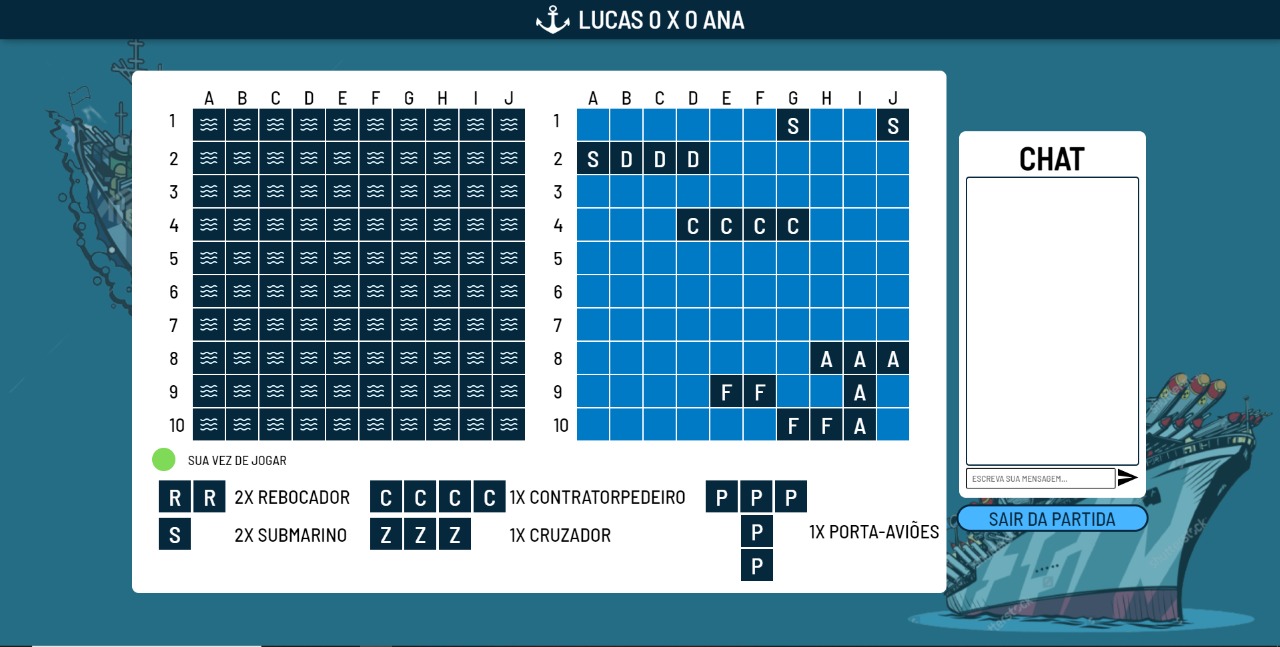 LUCAS 0 X 0 ANA
A B C D E F G H I J
1
2
3
4
5
6
7
8
9
10
A B C D E F G H I J
1 S S
2 S D D D
3
4 C C C C
5
6
7
8 A A A
9 F F A
10 F F A
CHAT
ESCREVA SUA MENSAGEM...
SAIR DA PARTIDA
SUA VEZ DE JOGAR
R R 2X REBOCADOR C C C C 1X CONTRATORPEDEIRO P P P
S 2X SUBMARINO Z Z Z 1X CRUZADOR P 1X PORTA-AVIÕES
P